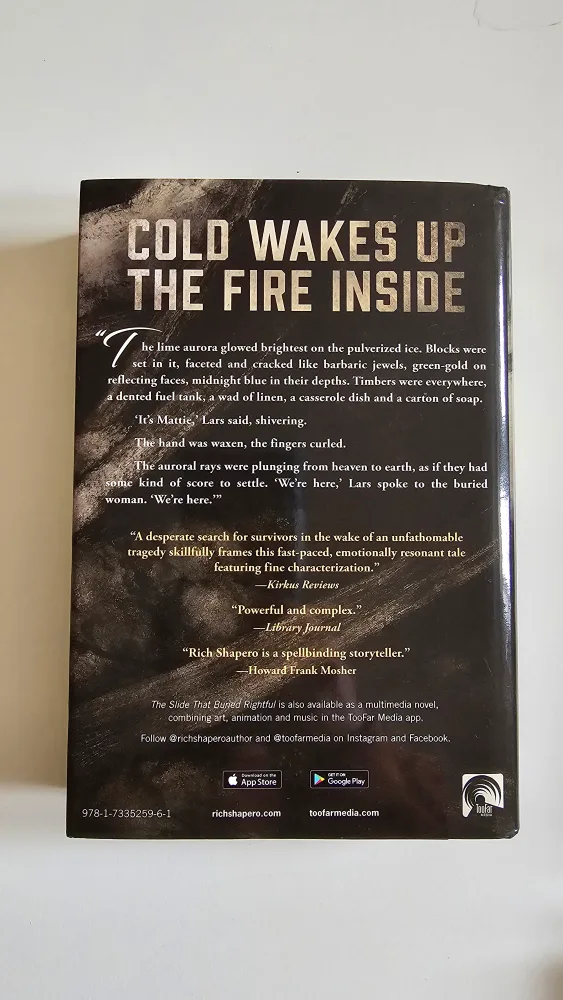 COLD WAKES UP
THE FIRE INSIDE
“The lime aurora glowed brightest on the pulverized ice. Blocks were
set in it, faceted and cracked like barbaric jewels, green-gold on
reflecting faces, midnight blue in their depths. Timbers were everywhere,
a dented fuel tank, a wad of linen, a casserole dish and a carton of soap.
‘It’s Mattie,’ Lars said, shivering.
The hand was waxen, the fingers curled.
The auroral rays were plunging from heaven to earth, as if they had
some kind of score to settle. ‘We’re here,’ Lars spoke to the buried
woman. ‘We’re here.’”
“A desperate search for survivors in the wake of an unfathomable
tragedy skillfully frames this fast-paced, emotionally resonant tale
featuring fine characterization.”
—Kirkus Reviews
“Powerful and complex.”
—Library Journal
“Rich Shapero is a spellbinding storyteller.”
—Howard Frank Mosher
The Slide That Buried Rightful is also available as a multimedia novel,
combining art, animation and music in the TooFar Media app.
Follow @richshaperoauthor and @toofarmedia on Instagram and Facebook.
Download on the
App Store
GET IT ON
Google Play
978-1-7335259-6-1
richshapero.com
toofarmedia.com
TooFar
MEDIA